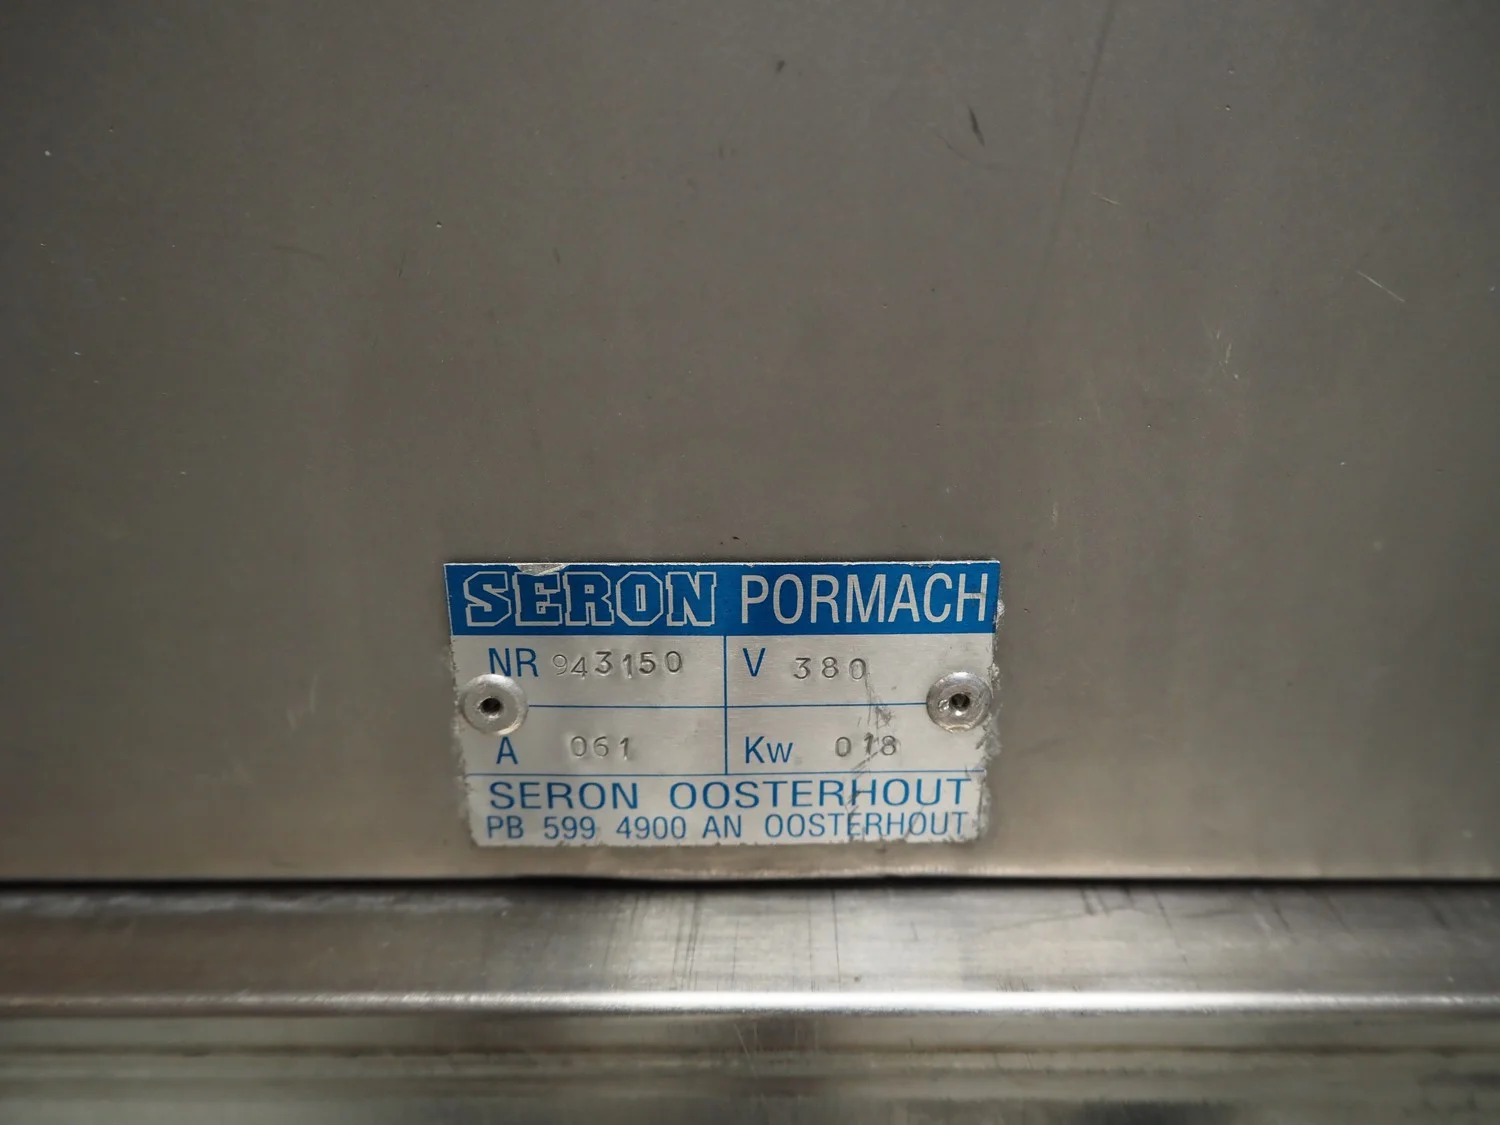 SERON PORMACH
NR 943150 V 380
A 061 Kw 018
SERON OOSTERHOUT
PB 599 4900 AN OOSTERHOUT